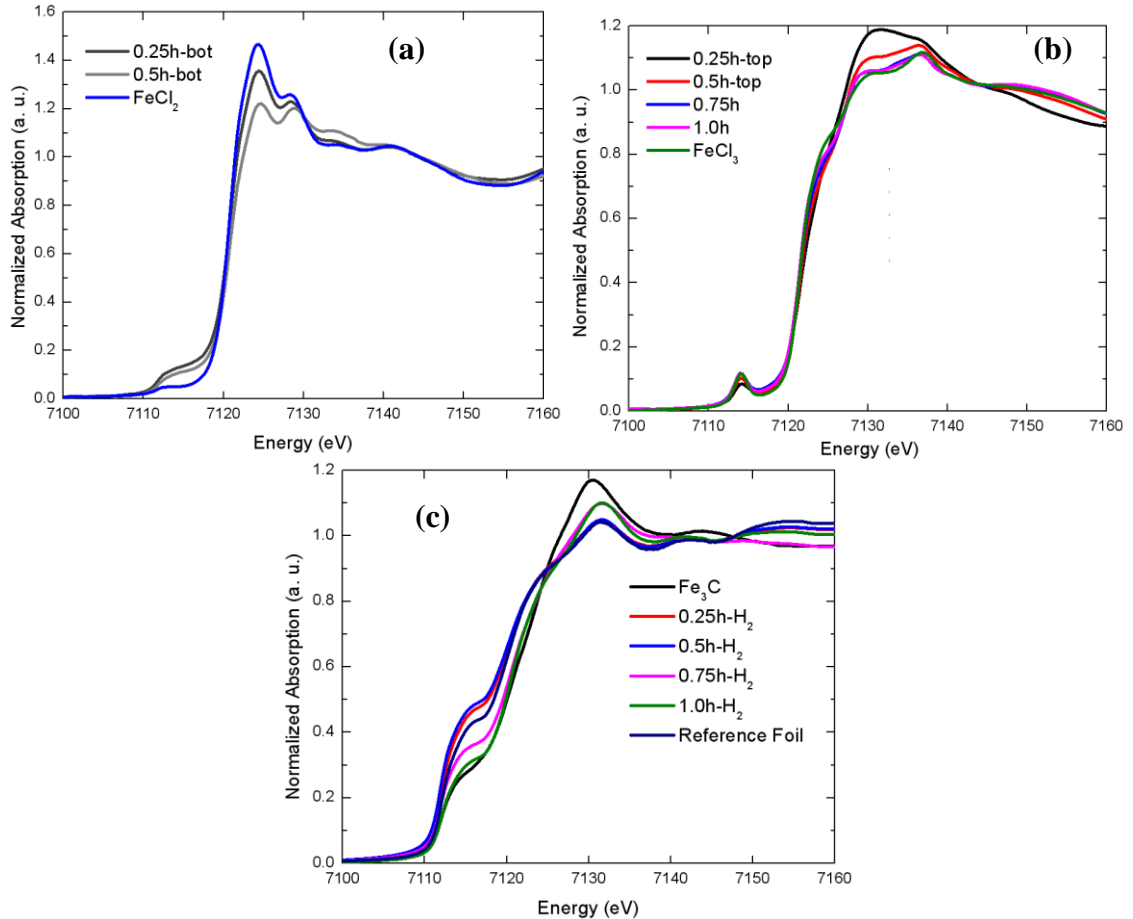 (a)
0.25h-bot
0.5h-bot
FeCl₂
Normalized Absorption (a. u.)
1.6
1.4
1.2
1.0
0.8
0.6
0.4
0.2
0.0
7100 7110 7120 7130 7140 7150 7160
Energy (eV)
(b)
0.25h-top
0.5h-top
0.75h
1.0h
FeCl₃
Normalized Absorption (a. u.)
1.2
1.0
0.8
0.6
0.4
0.2
0.0
7100 7110 7120 7130 7140 7150 7160
Energy (eV)
(c)
Fe₃C
0.25h-H₂
0.5h-H₂
0.75h-H₂
1.0h-H₂
Reference Foil
Normalized Absorption (a. u.)
1.2
1.0
0.8
0.6
0.4
0.2
0.0
7100 7110 7120 7130 7140 7150 7160
Energy (eV)